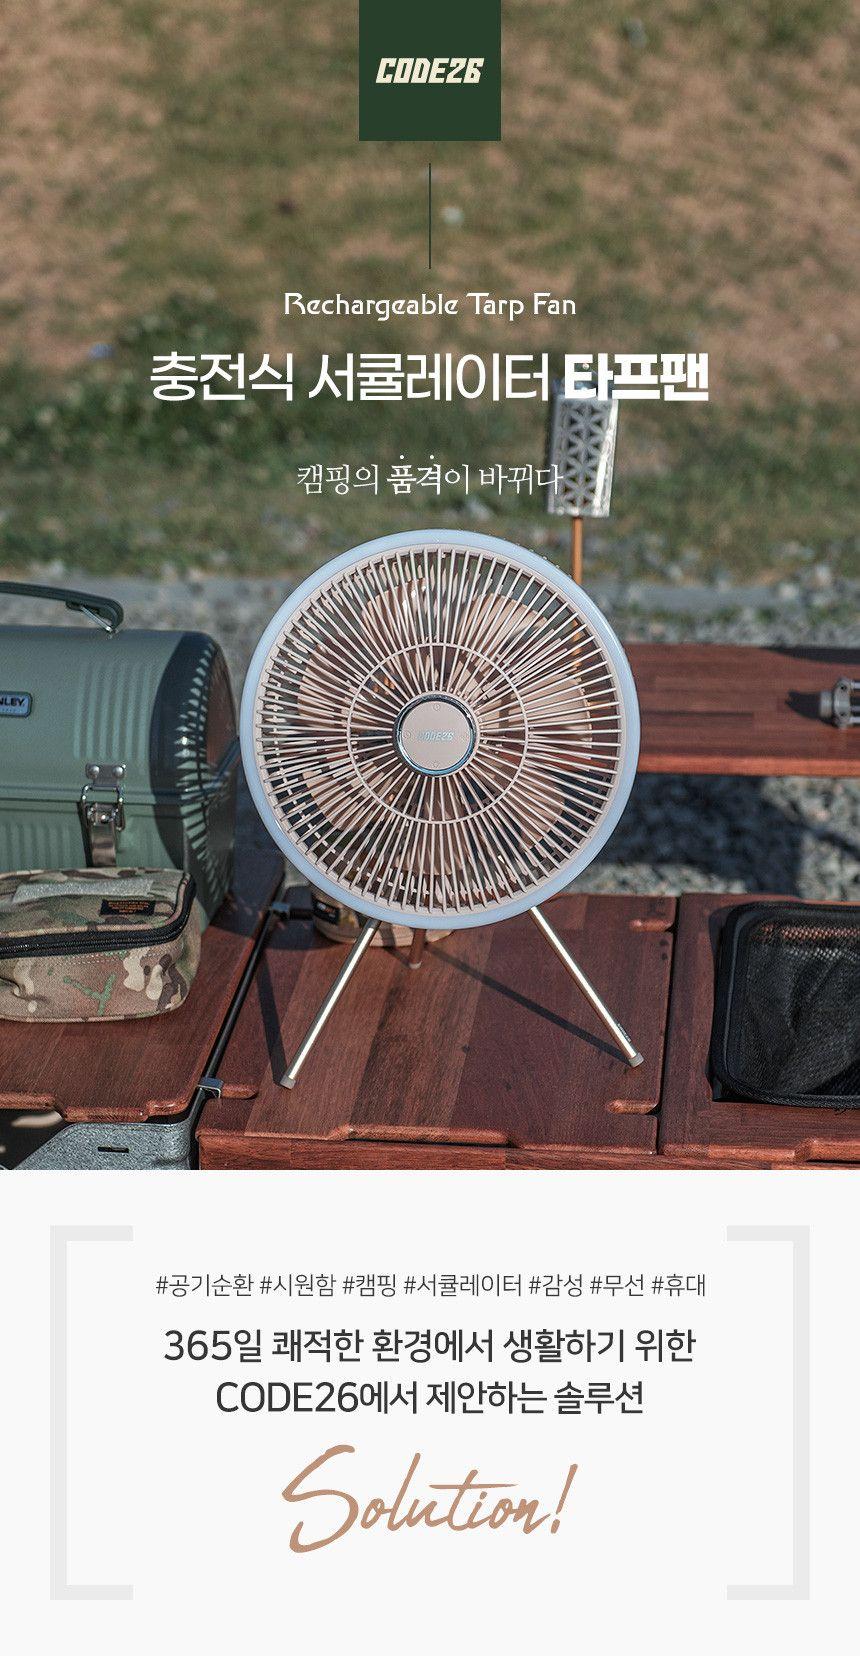 CODE26
Rechargeable Tarp Fan
충전식 서큘레이터 타프팬
캠핑의 품격이 바뀌다
CODE26
#공기순환 #시원함 #캠핑 #서큘레이터 #감성 #무선 #휴대
365일 쾌적한 환경에서 생활하기 위한
CODE26에서 제안하는 솔루션
Solution!